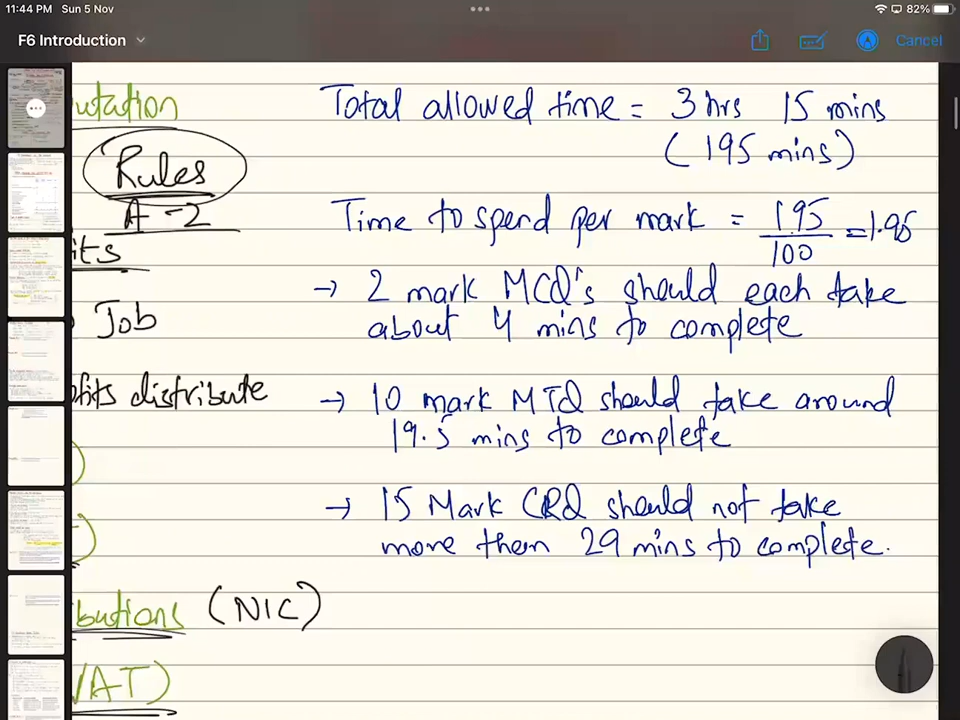 11:44 PM Sun 5 Nov
82%
F6 Introduction
Cancel
utation
Rules
A-2
its
Job
fits distribute
butions (NIC)
VAT)
Total allowed time = 3 hrs 15 mins
(195 mins)
Time to spend per mark = 195/100 = 1.95
→ 2 mark MCQ's should each take
about 4 mins to complete
→ 10 mark MTQ should take around
19.5 mins to complete
→ 15 Mark CRQ should not take
more then 29 mins to complete.